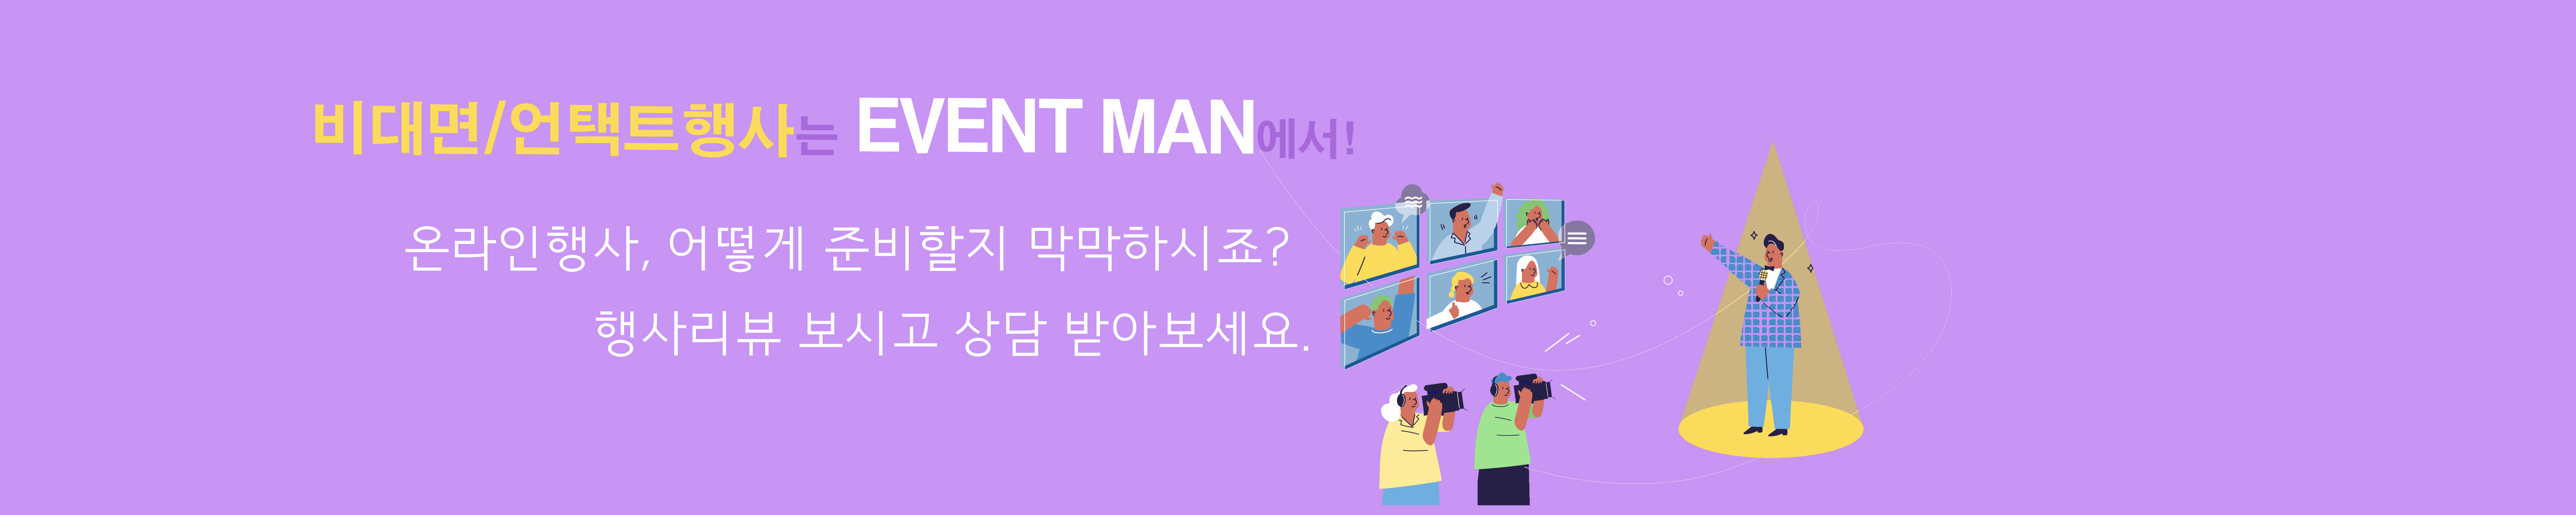 비대면/언택트행사는 EVENT MAN에서!
온라인행사, 어떻게 준비할지 막막하시죠?
행사리뷰 보시고 상담 받아보세요.